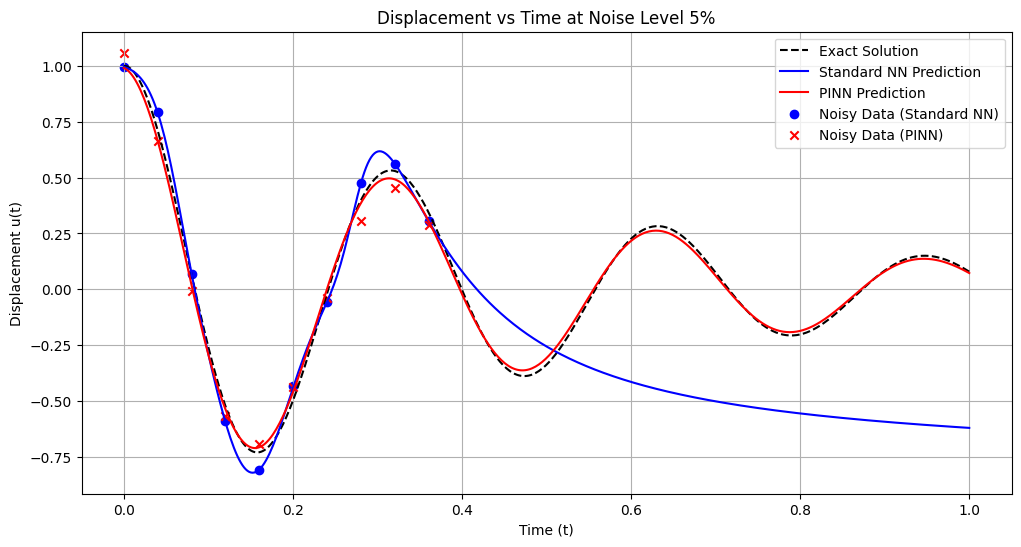 Displacement vs Time at Noise Level 5%
Exact Solution
Standard NN Prediction
PINN Prediction
Noisy Data (Standard NN)
Noisy Data (PINN)
Displacement u(t)
1.00
0.75
0.50
0.25
0.00
−0.25
−0.50
−0.75
0.0 0.2 0.4 0.6 0.8 1.0
Time (t)